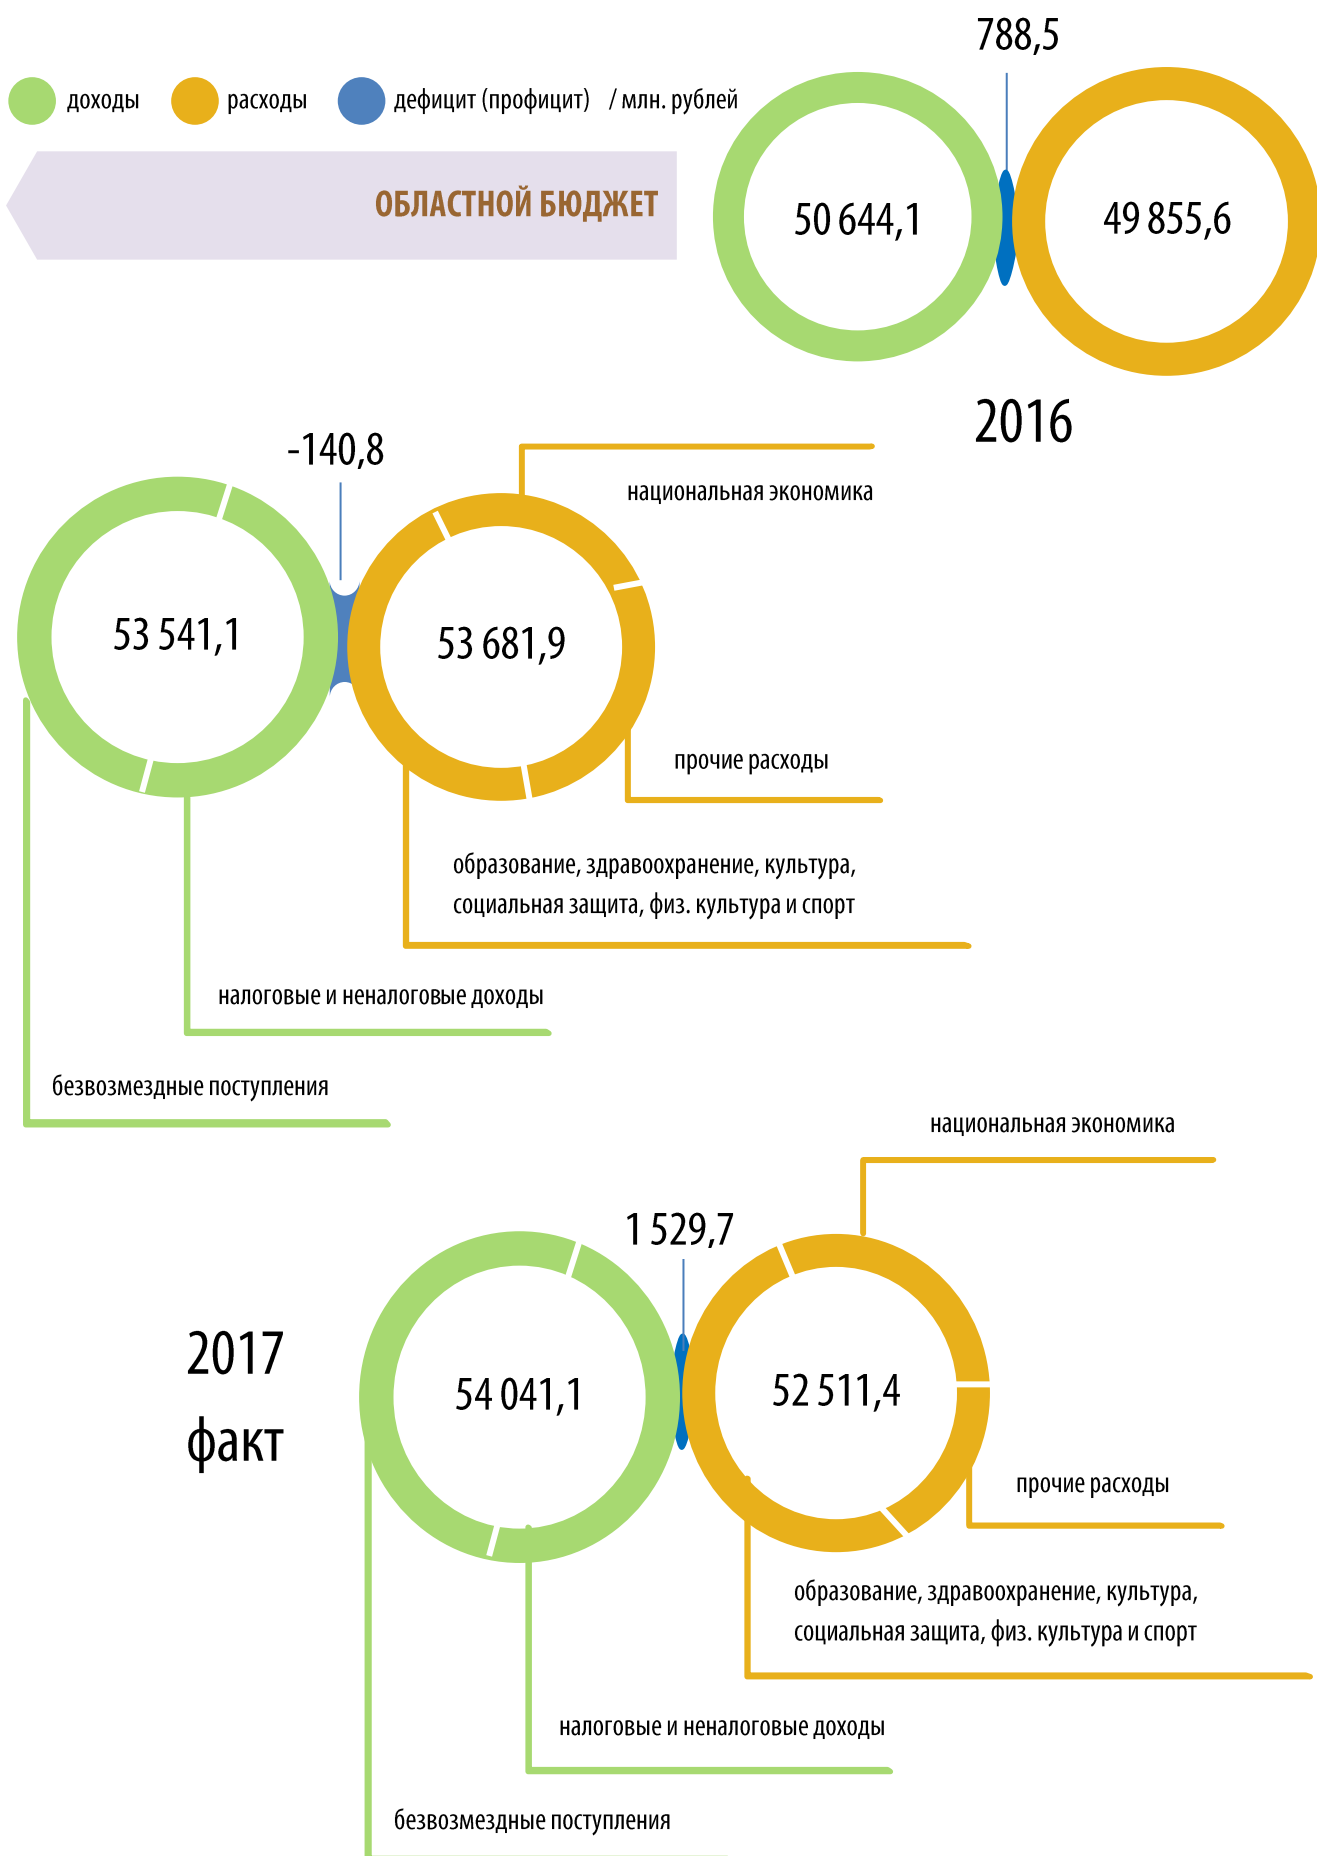 788,5
доходы
расходы
дефицит (профицит) / млн. рублей
ОБЛАСТНОЙ БЮДЖЕТ
50 644,1
49 855,6
2016
-140,8
национальная экономика
53 541,1
53 681,9
прочие расходы
образование, здравоохранение, культура,
социальная защита, физ. культура и спорт
налоговые и неналоговые доходы
безвозмездные поступления
национальная экономика
1 529,7
2017
факт
54 041,1
52 511,4
прочие расходы
образование, здравоохранение, культура,
социальная защита, физ. культура и спорт
налоговые и неналоговые доходы
безвозмездные поступления